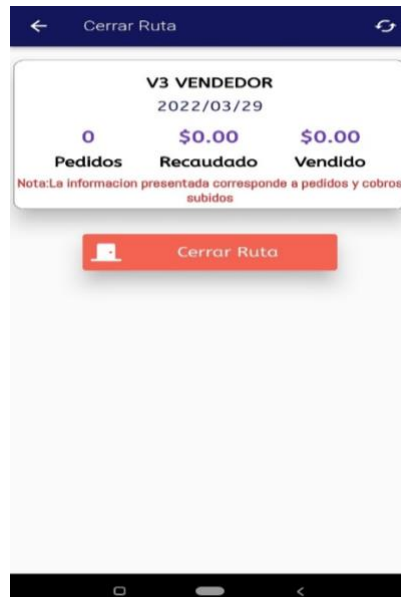 Cerrar Ruta
V3 VENDEDOR
2022/03/29
0 $0.00 $0.00
Pedidos Recaudado Vendido
Nota:La informacion presentada corresponde a pedidos y cobros
subidos
Cerrar Ruta